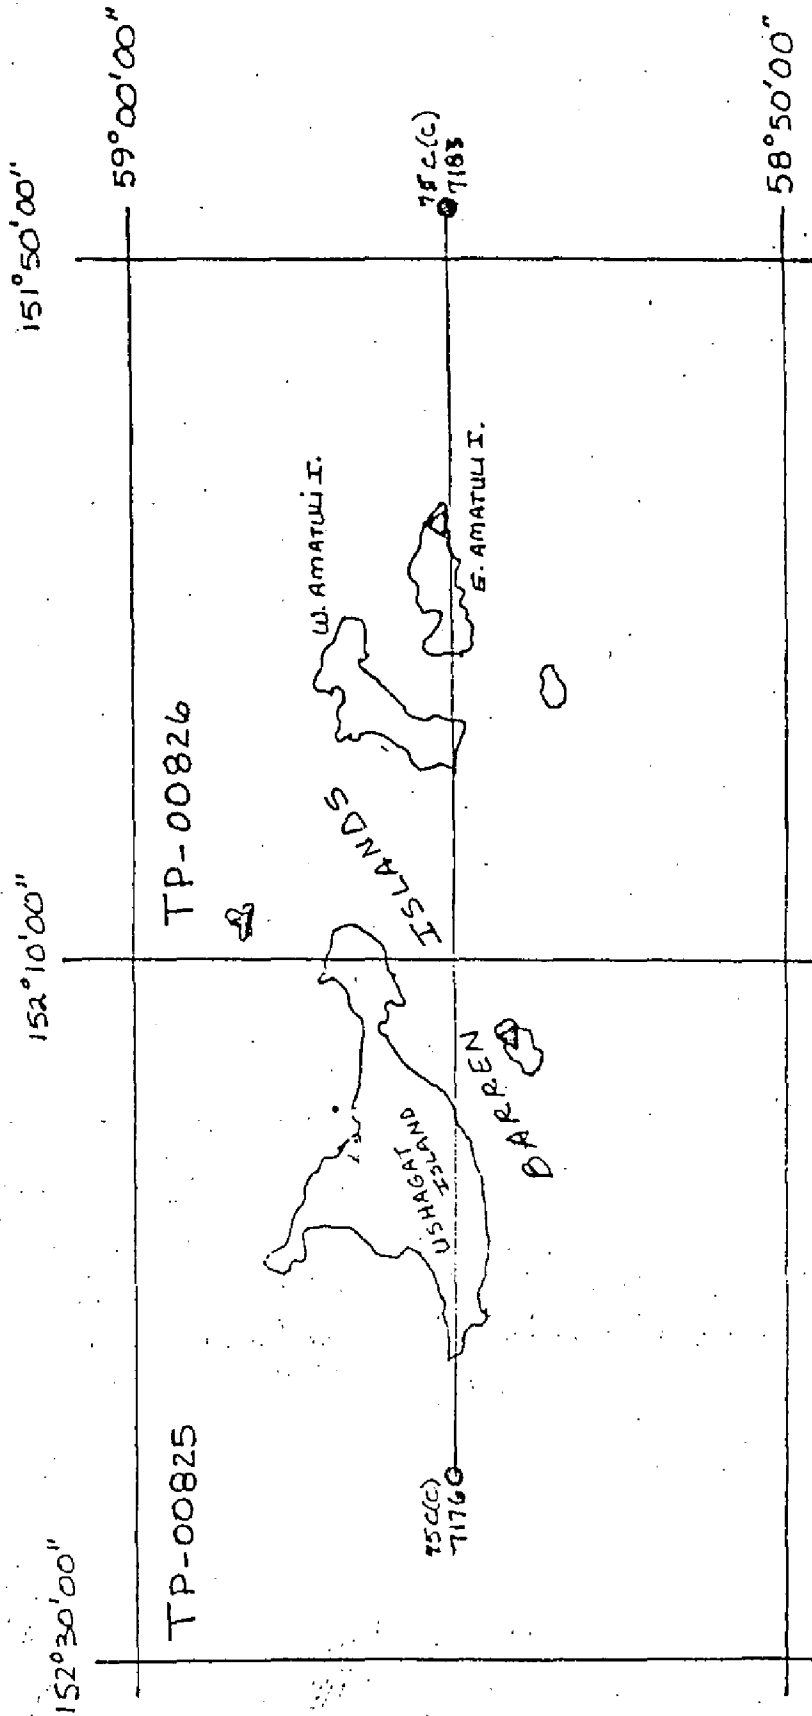 152°30'00"
152°10'00"
151°50'00"
59°00'00"
TP-00825
TP-00826
W. AMATULI I.
75 C(C)
7183
E. AMATULI I.
ISLANDS
USHAGAT
ISLAND
BARREN
75C(C)
7176
58°50'00"